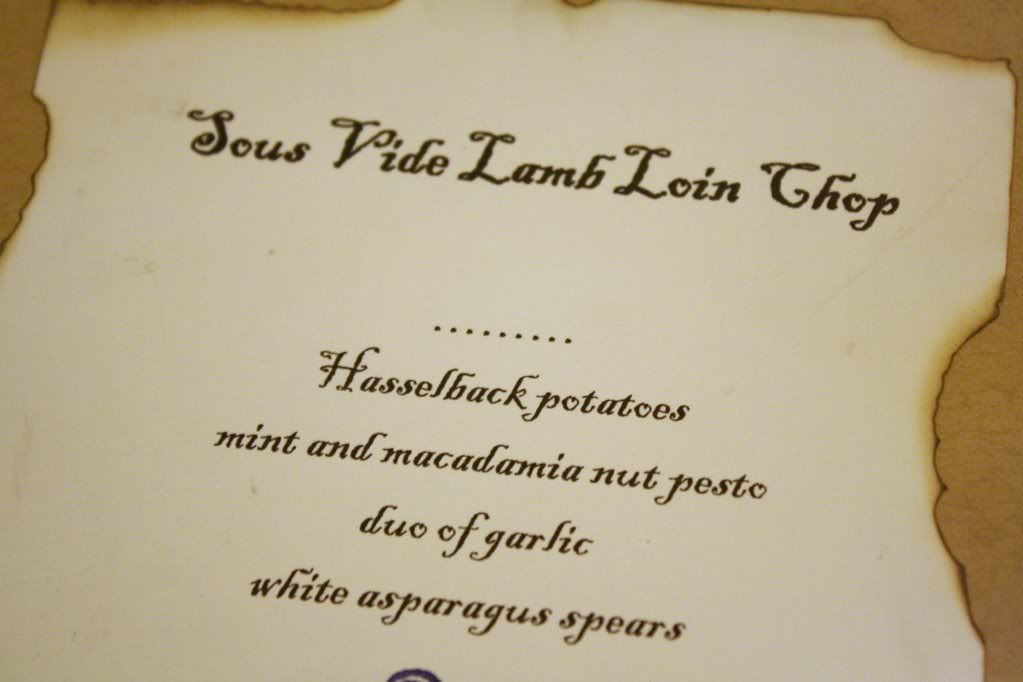 Sous Vide Lamb Loin Chop
.........
Hasselback potatoes
mint and macadamia nut pesto
duo of garlic
white asparagus spears